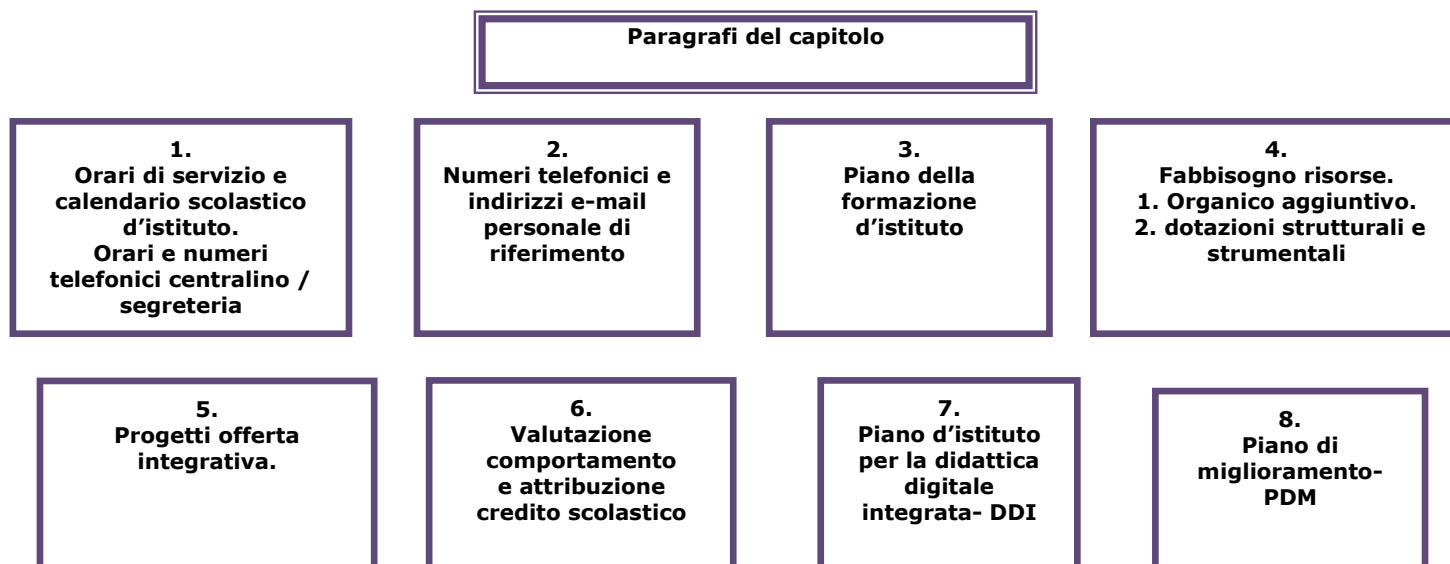 Paragrafi del capitolo
1.
Orari di servizio e
calendario scolastico
d’istituto.
Orari e numeri
telefonici centralino /
segreteria
2.
Numeri telefonici e
indirizzi e-mail
personale di
riferimento
3.
Piano della
formazione
d’istituto
4.
Fabbisogno risorse.
1. Organico aggiuntivo.
2. dotazioni strutturali e
strumentali
5.
Progetti offerta
integrativa.
6.
Valutazione
comportamento
e attribuzione
credito scolastico
7.
Piano d’istituto
per la didattica
digitale
integrata- DDI
8.
Piano di
miglioramento-
PDM